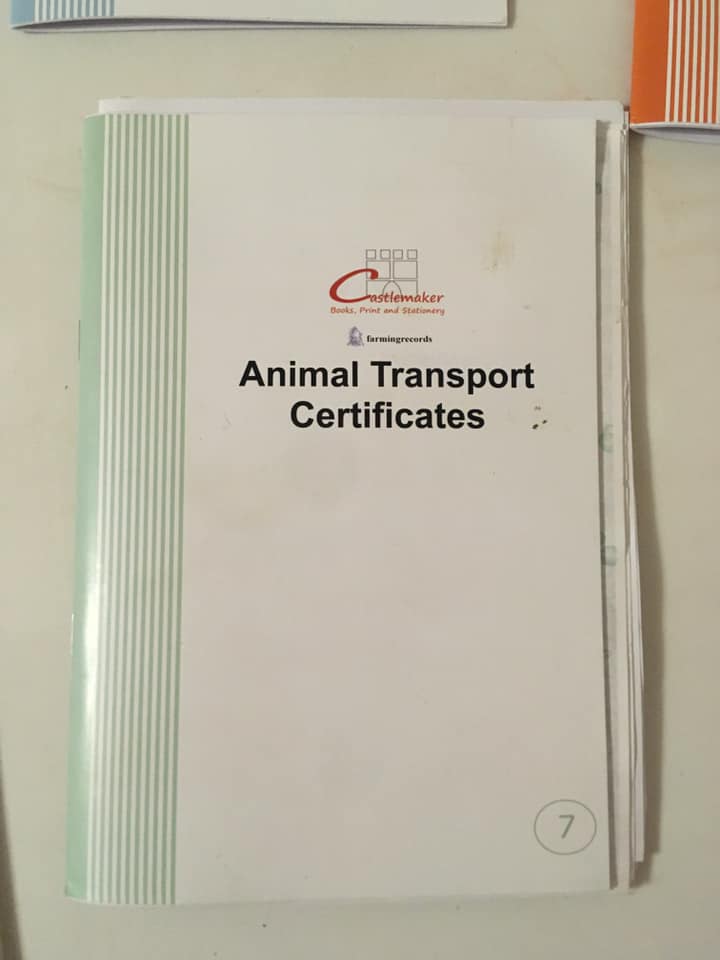 Castlemaker
Books, Print and Stationery
farmingrecords
Animal Transport
Certificates
7